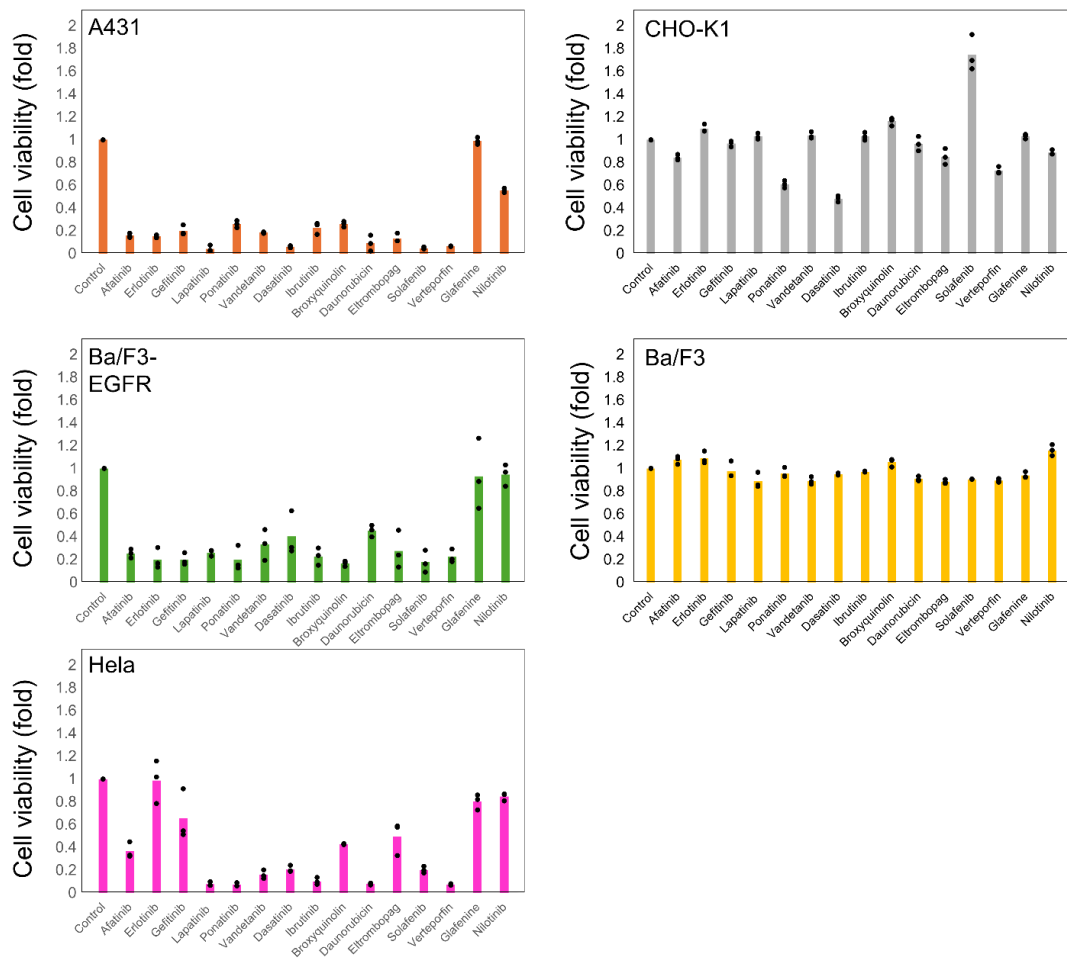 A431
Cell viability (fold)
2
1.8
1.6
1.4
1.2
1
0.8
0.6
0.4
0.2
0
Control
Afatinib
Erlotinib
Gefitinib
Lapatinib
Ponatinib
Vandetanib
Dasatinib
Ibrutinib
Broxyquinolin
Daunorubicin
Eltrombopag
Solafenib
Verteporfin
Glafenine
Nilotinib
CHO-K1
Cell viability (fold)
2
1.8
1.6
1.4
1.2
1
0.8
0.6
0.4
0.2
0
Control
Afatinib
Erlotinib
Gefitinib
Lapatinib
Ponatinib
Vandetanib
Dasatinib
Ibrutinib
Broxyquinolin
Daunorubicin
Eltrombopag
Solafenib
Verteporfin
Glafenine
Nilotinib
Ba/F3-
EGFR
Cell viability (fold)
2
1.8
1.6
1.4
1.2
1
0.8
0.6
0.4
0.2
0
Control
Afatinib
Erlotinib
Gefitinib
Lapatinib
Ponatinib
Vandetanib
Dasatinib
Ibrutinib
Broxyquinolin
Daunorubicin
Eltrombopag
Solafenib
Verteporfin
Glafenine
Nilotinib
Ba/F3
Cell viability (fold)
2
1.8
1.6
1.4
1.2
1
0.8
0.6
0.4
0.2
0
Control
Afatinib
Erlotinib
Gefitinib
Lapatinib
Ponatinib
Vandetanib
Dasatinib
Ibrutinib
Broxyquinolin
Daunorubicin
Eltrombopag
Solafenib
Verteporfin
Glafenine
Nilotinib
Hela
Cell viability (fold)
2
1.8
1.6
1.4
1.2
1
0.8
0.6
0.4
0.2
0
Control
Afatinib
Erlotinib
Gefitinib
Lapatinib
Ponatinib
Vandetanib
Dasatinib
Ibrutinib
Broxyquinolin
Daunorubicin
Eltrombopag
Solafenib
Verteporfin
Glafenine
Nilotinib